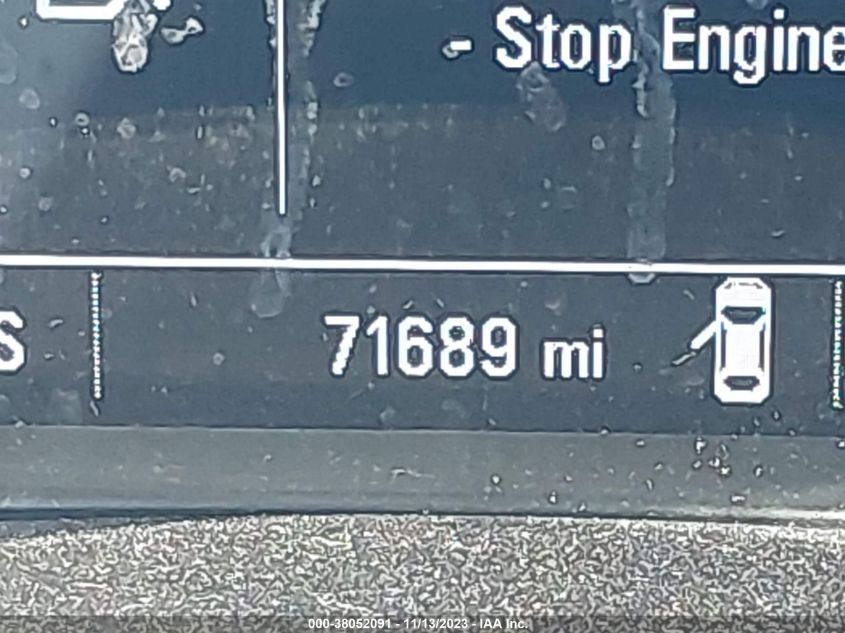 - Stop Engine
S
71689 mi
000-38052091 - 11/13/2023 - IAA Inc.